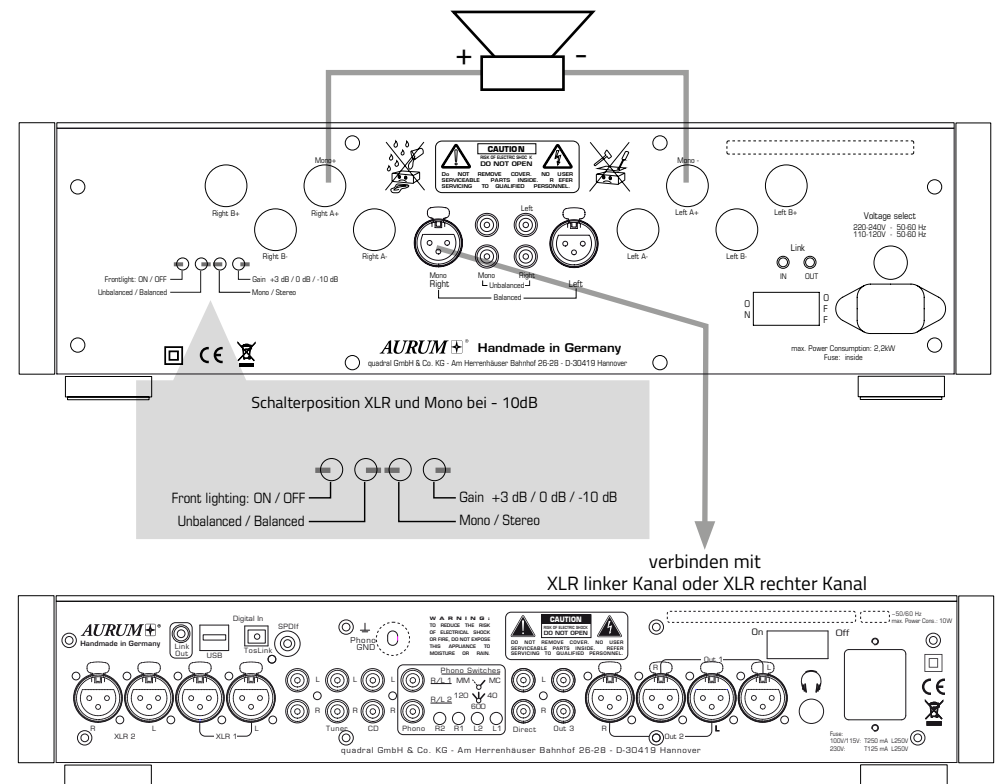 + -
Mono+
Mono -
CAUTION
RISK OF ELECTRIC SHOC K
DO NOT OPEN
Do NOT REMOVE COVER. NO USER
SERVICEABLE PARTS INSIDE. R EFER
SERVICING TO QUALIFIED PERSONNEL.
Right B+
Right A+
Left
Left A+
Left B+
Voltage select
220-240V - 50-60 Hz
110-120V - 50-60 Hz
Right B-
Right A-
Left A-
Left B-
Link
IN OUT
Frontlight: ON / OFF
Gain +3 dB / 0 dB / -10 dB
Unbalanced / Balanced
Mono / Stereo
Mono
Right
Mono
Right
Unbalanced
Left
Balanced
ON
OFF
AURUM ® Handmade in Germany
quadral GmbH & Co. KG - Am Herrenhäuser Bahnhof 26-28 - D-30419 Hannover
max. Power Consumption: 2,2kW
Fuse: inside
CE
Schalterposition XLR und Mono bei - 10dB
Front lighting: ON / OFF
Gain +3 dB / 0 dB / -10 dB
Unbalanced / Balanced
Mono / Stereo
verbinden mit
XLR linker Kanal oder XLR rechter Kanal
AURUM ®
Handmade in Germany
Link
Out
USB
Digital In
TosLink
SPDIf
Phono
GND
WARNING:
TO REDUCE THE RISK
OF ELECTRICAL SHOCK
OR FIRE, DO NOT EXPOSE
THIS APPLIANCE TO
MOISTURE OR RAIN.
CAUTION
RISK OF ELECTRIC SHOCK
DO NOT OPEN
DO NOT REMOVE COVER. NO USER
SERVICEABLE PARTS INSIDE. REFER
SERVICING TO QUALIFIED PERSONNEL.
~50/60 Hz
max. Power Cons.: 10W
On Off
R Out 1 L
Phono Switches
R/L 1 MM MC
R/L 2 120 40
600
L L L
R R R
L
R
R XLR 2 L
XLR 1 L
Tuner CD Phono R2 R1 L2 L1
Direct Out 3
R Out 2 L
CE
Fuse:
100V/115V: T250 mA L250V
230V: T125 mA L250V
quadral GmbH & Co. KG - Am Herrenhäuser Bahnhof 26-28 - D-30419 Hannover